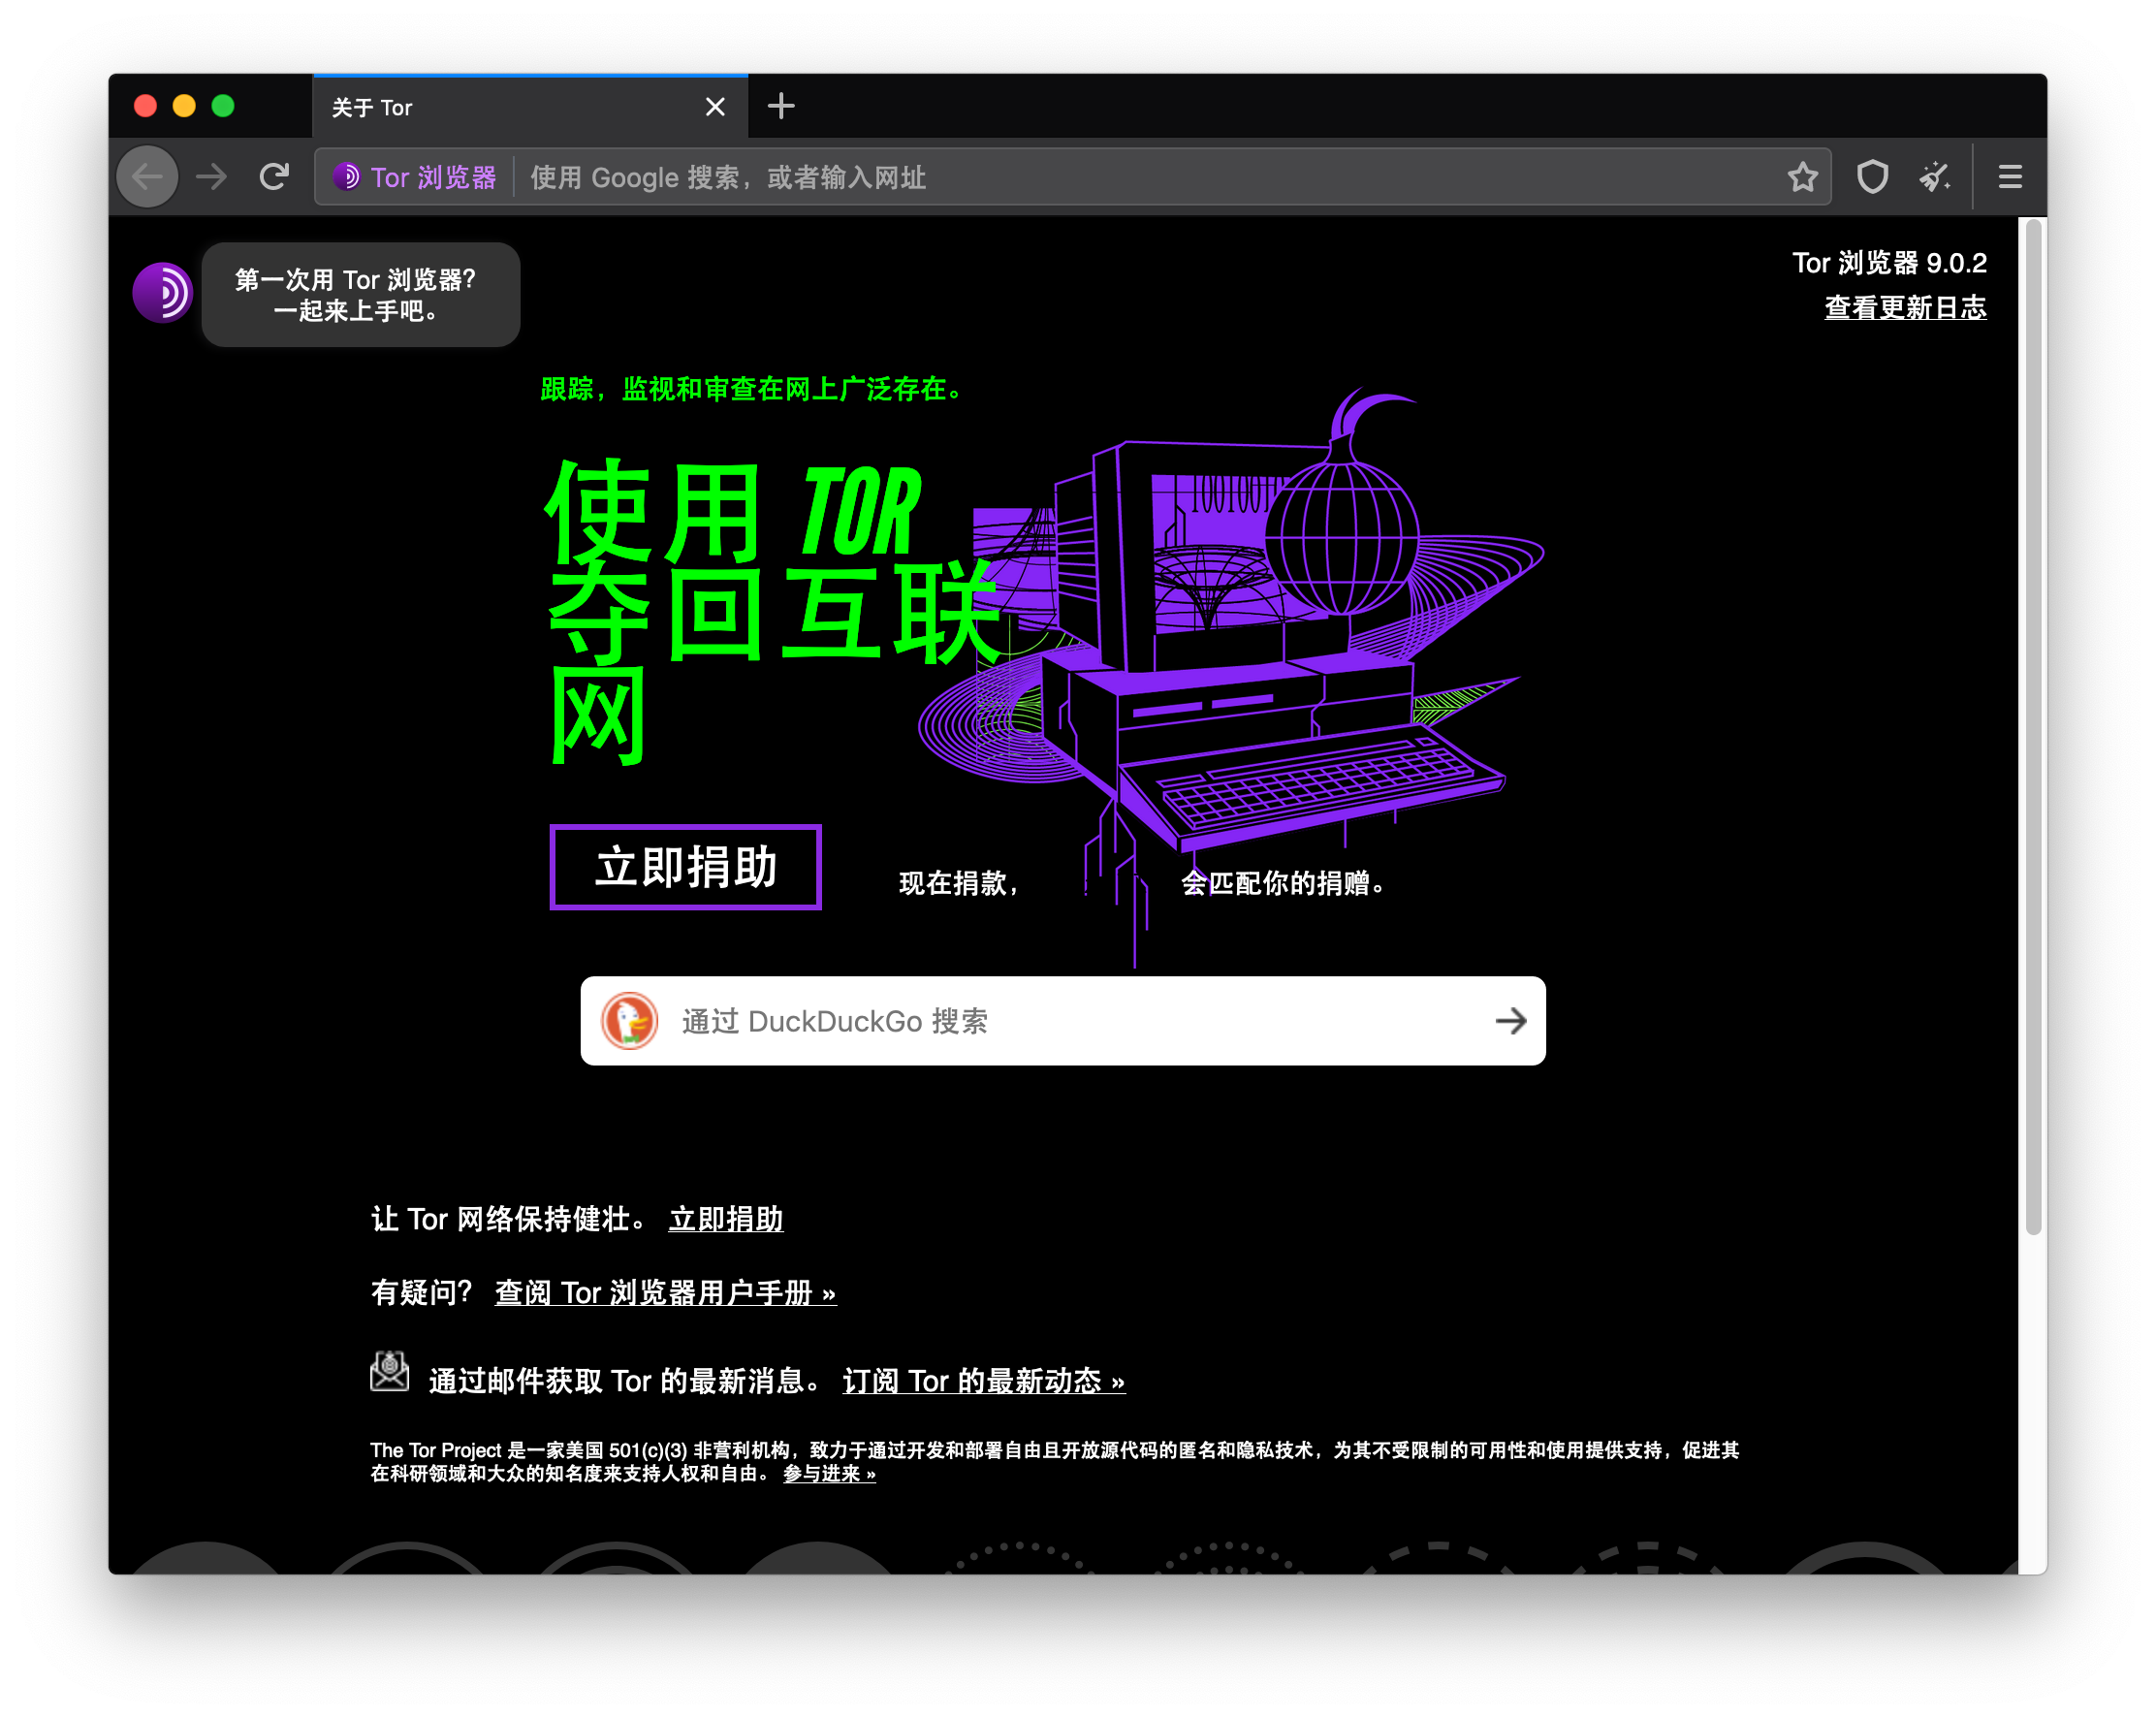 关于 Tor
Tor 浏览器
使用 Google 搜索，或者输入网址
第一次用 Tor 浏览器？
一起来上手吧。
Tor 浏览器 9.0.2
查看更新日志
跟踪，监视和审查在网上广泛存在。
使用 TOR
夺回互联
网
立即捐助
现在捐款，
会匹配你的捐赠。
通过 DuckDuckGo 搜索
让 Tor 网络保持健壮。 立即捐助
有疑问？ 查阅 Tor 浏览器用户手册 »
通过邮件获取 Tor 的最新消息。 订阅 Tor 的最新动态 »
The Tor Project 是一家美国 501(c)(3) 非营利机构，致力于通过开发和部署自由且开放源代码的匿名和隐私技术，为其不受限制的可用性和使用提供支持，促进其
在科研领域和大众的知名度来支持人权和自由。 参与进来 »